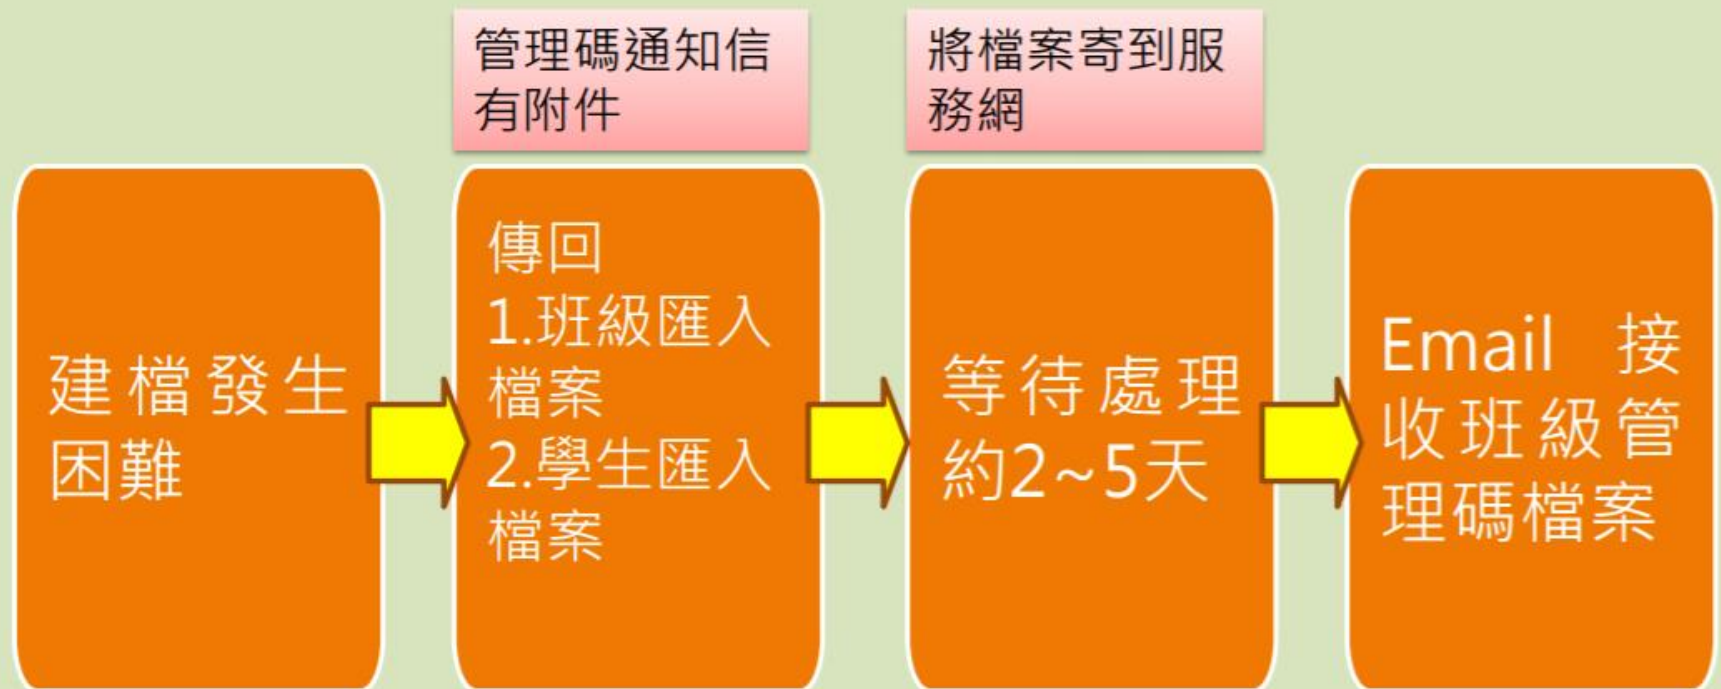 管理碼通知信
有附件
將檔案寄到服
務網
建檔發生
困難
傳回
1.班級匯入
檔案
2.學生匯入
檔案
等待處理
約2~5天
Email 接
收班級管
理碼檔案